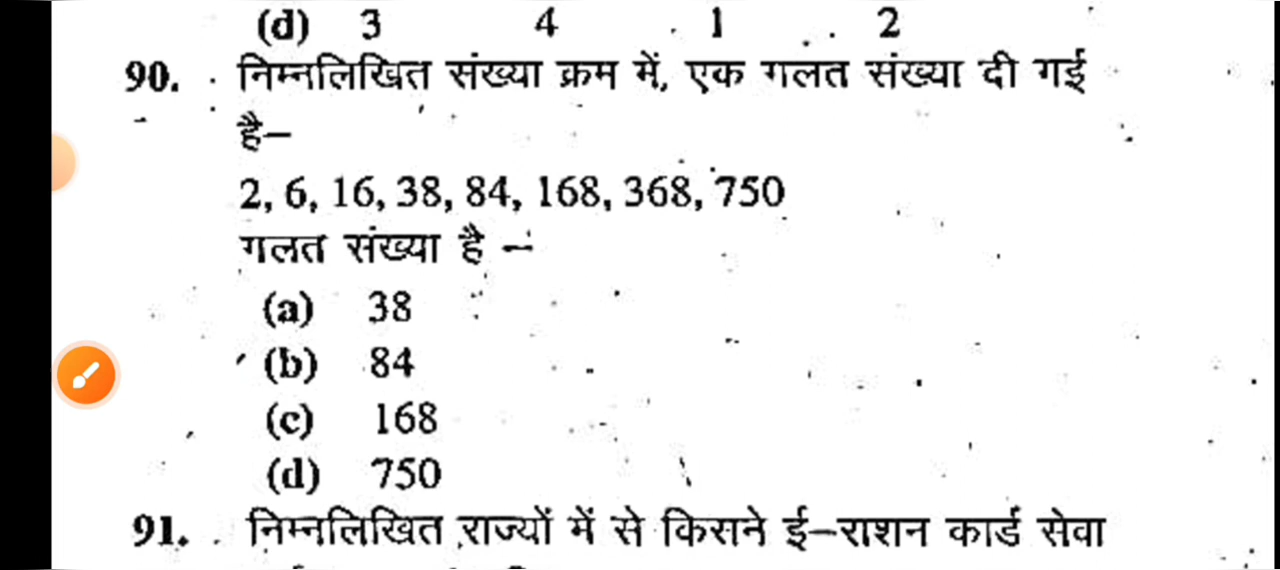 (d) 3 4 1 2
90. निम्नलिखित संख्या क्रम में, एक गलत संख्या दी गई
है–
2, 6, 16, 38, 84, 168, 368, 750
गलत संख्या है –
(a) 38
(b) 84
(c) 168
(d) 750
91. निम्नलिखित राज्यों में से किसने ई–राशन कार्ड सेवा